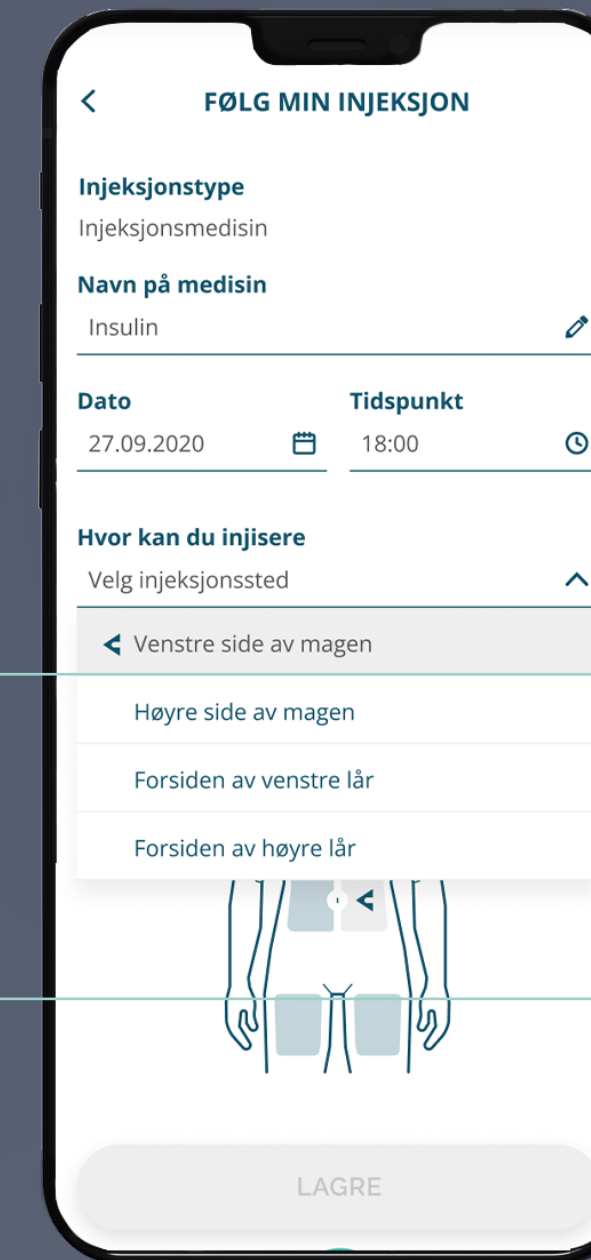 FØLG MIN INJEKSJON
Injeksjonstype
Injeksjonsmedisin
Navn på medisin
Insulin
Dato Tidspunkt
27.09.2020 18:00
Hvor kan du injisere
Velg injeksjonssted
Venstre side av magen
Høyre side av magen
Forsiden av venstre lår
Forsiden av høyre lår
LAGRE